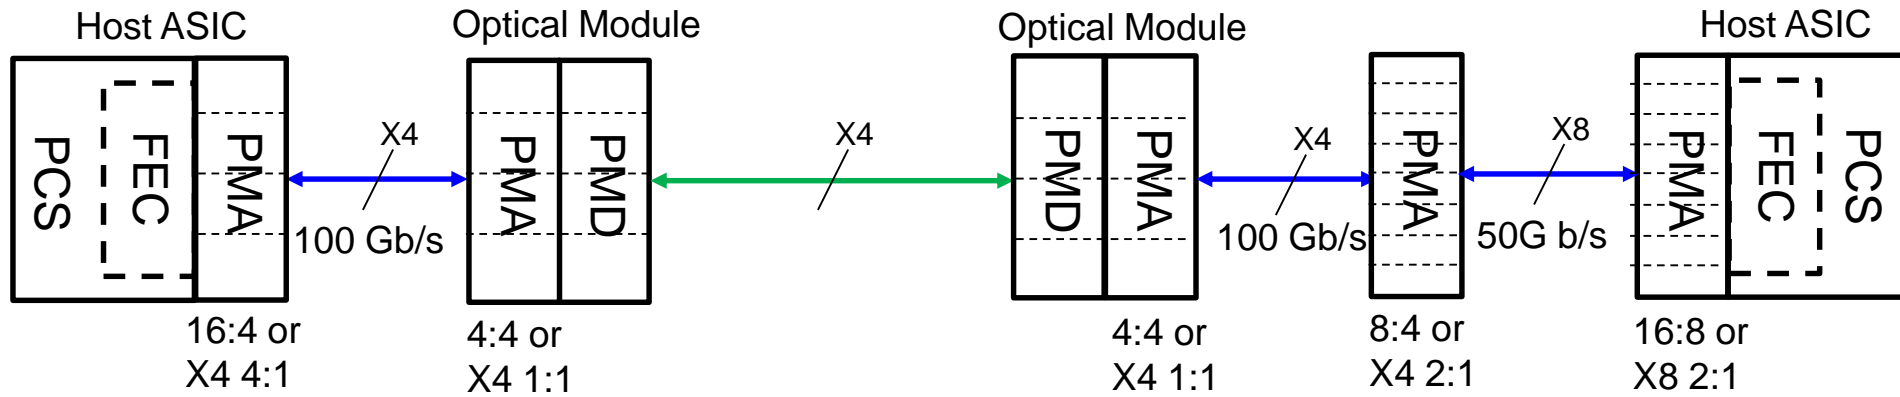 Host ASIC
Optical Module
Optical Module
Host ASIC
PCS
FEC
PMA
X4
100 Gb/s
PMA
PMD
X4
PMD
PMA
X4
100 Gb/s
PMA
X8
50G b/s
PMA
FEC
PCS
16:4 or
X4 4:1
4:4 or
X4 1:1
4:4 or
X4 1:1
8:4 or
X4 2:1
16:8 or
X8 2:1